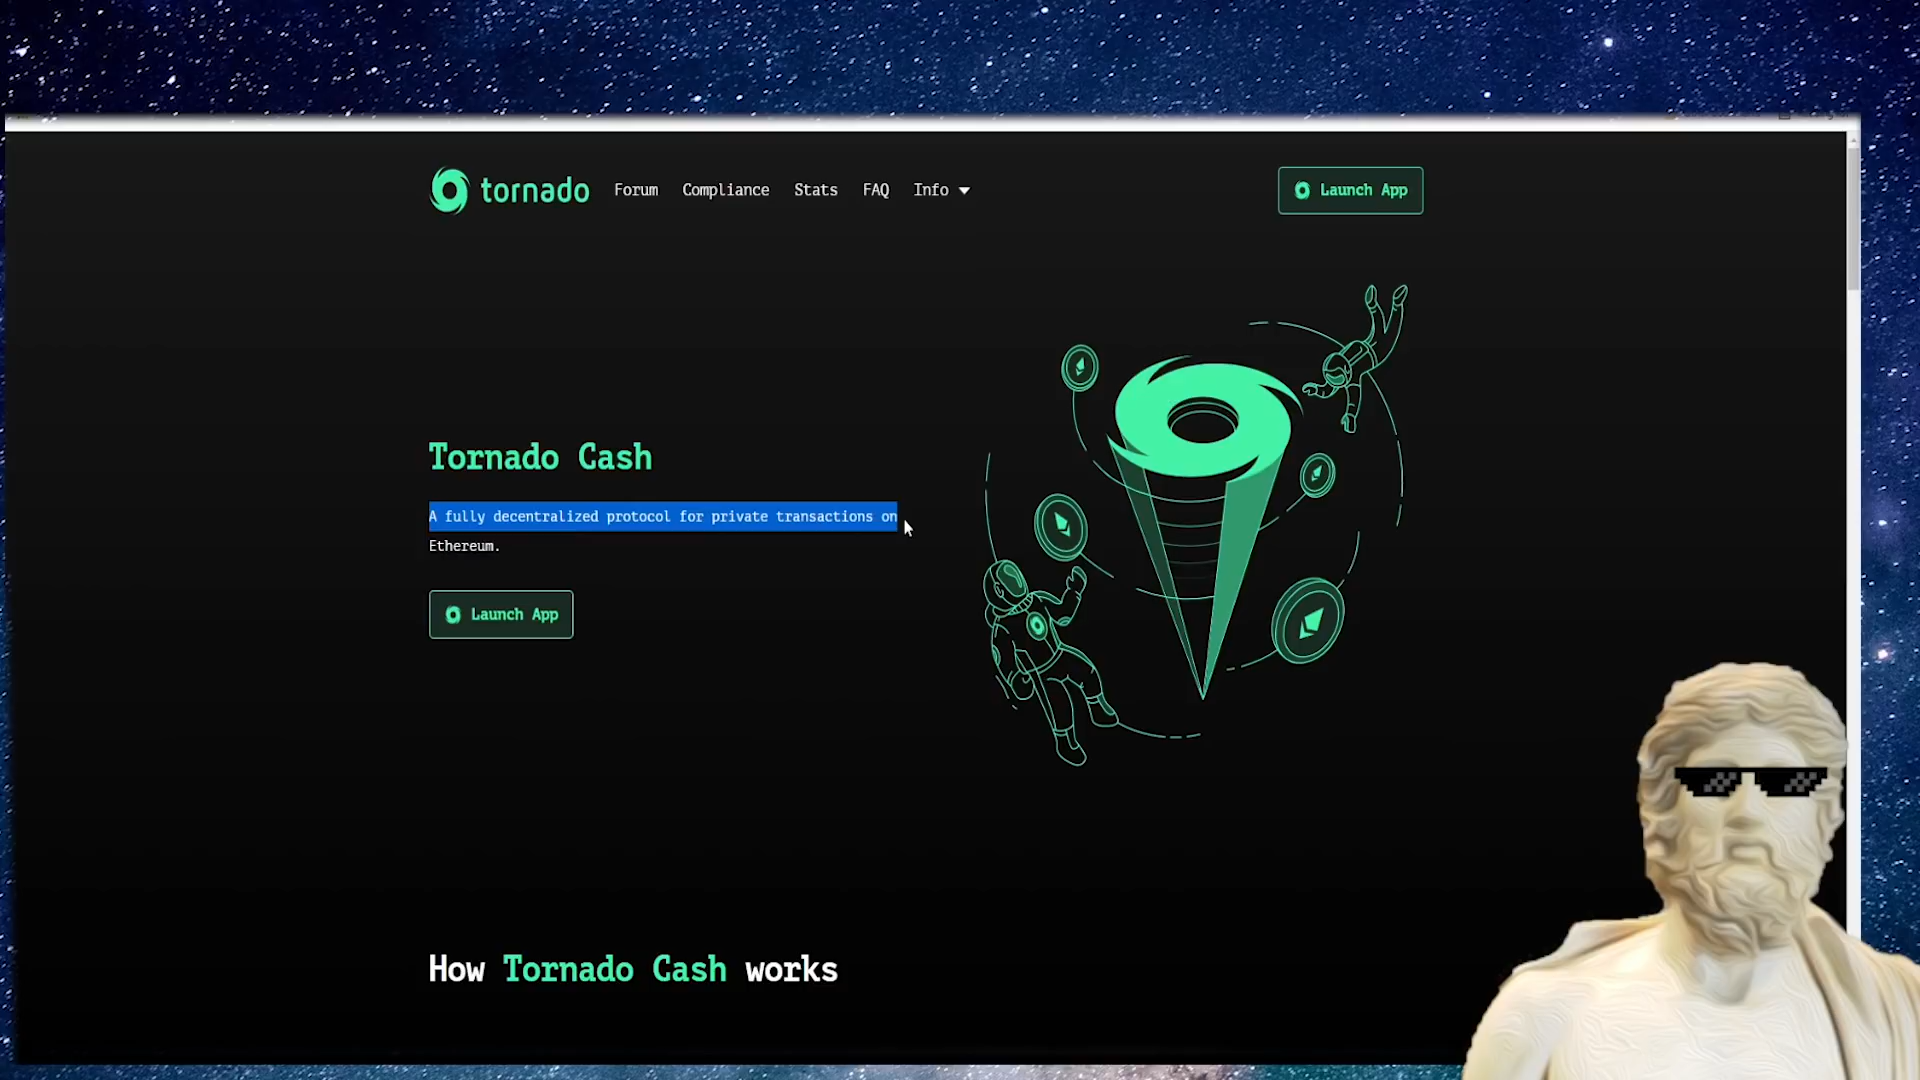 tornado Forum Compliance Stats FAQ Info Launch App
Tornado Cash
A fully decentralized protocol for private transactions on
Ethereum.
Launch App
How Tornado Cash works